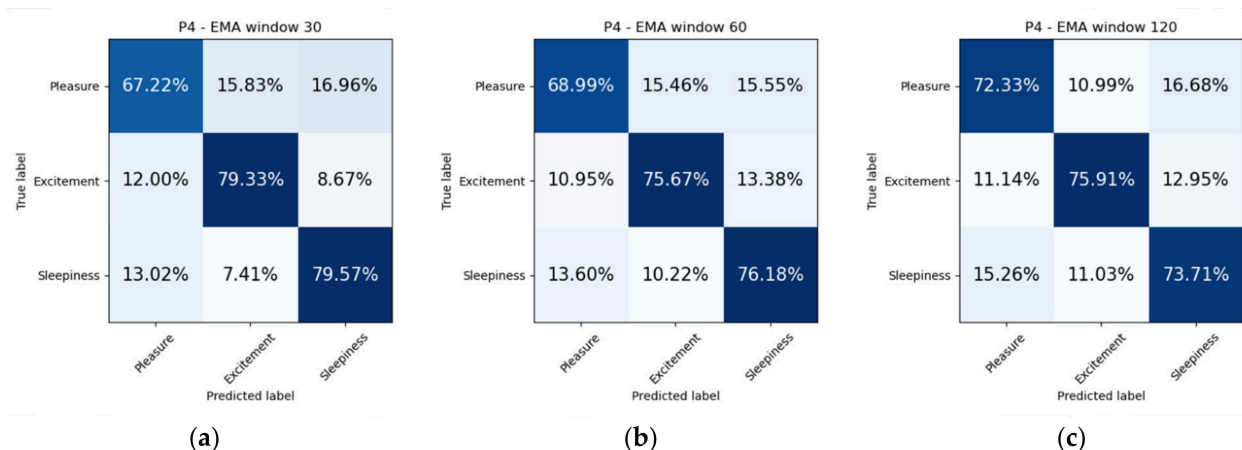 P4 - EMA window 30
Pleasure 67.22% 15.83% 16.96%
True label
Excitement 12.00% 79.33% 8.67%
Sleepiness 13.02% 7.41% 79.57%
Pleasure Excitement Sleepiness
Predicted label
(a)
P4 - EMA window 60
Pleasure 68.99% 15.46% 15.55%
True label
Excitement 10.95% 75.67% 13.38%
Sleepiness 13.60% 10.22% 76.18%
Pleasure Excitement Sleepiness
Predicted label
(b)
P4 - EMA window 120
Pleasure 72.33% 10.99% 16.68%
True label
Excitement 11.14% 75.91% 12.95%
Sleepiness 15.26% 11.03% 73.71%
Pleasure Excitement Sleepiness
Predicted label
(c)